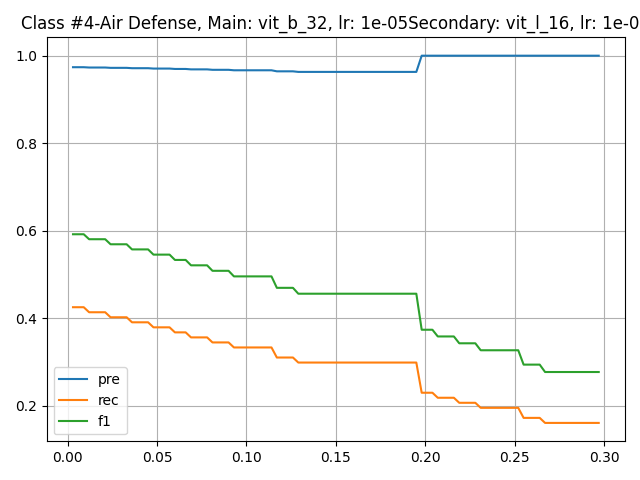 Class #4-Air Defense, Main: vit_b_32, lr: 1e-05Secondary: vit_l_16, lr: 1e-0
1.0
0.8
0.6
0.4
0.2
pre
rec
f1
0.00 0.05 0.10 0.15 0.20 0.25 0.30